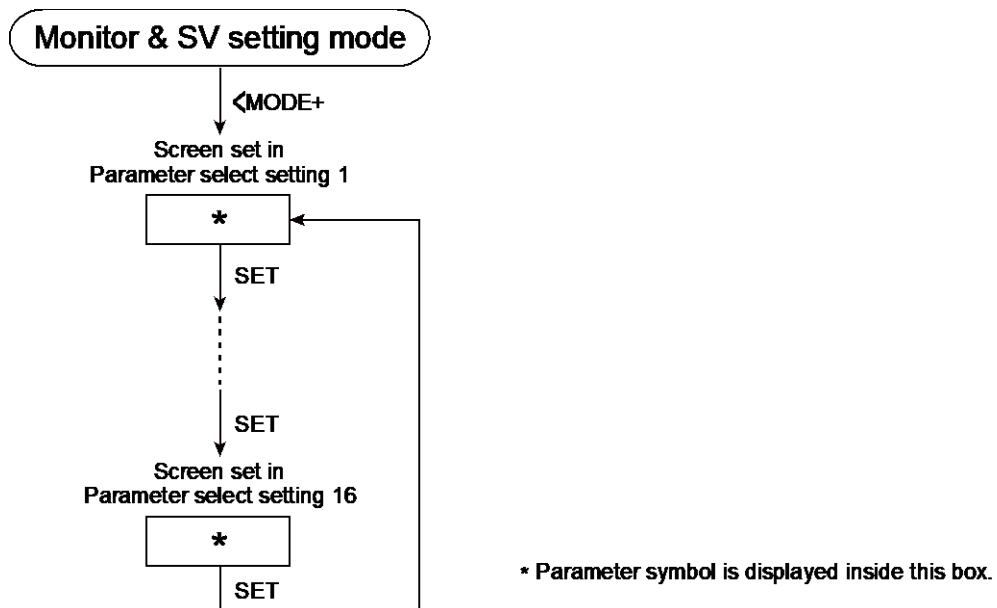 Monitor & SV setting mode
<MODE+
Screen set in
Parameter select setting 1
*
SET
SET
Screen set in
Parameter select setting 16
*
* Parameter symbol is displayed inside this box.
SET